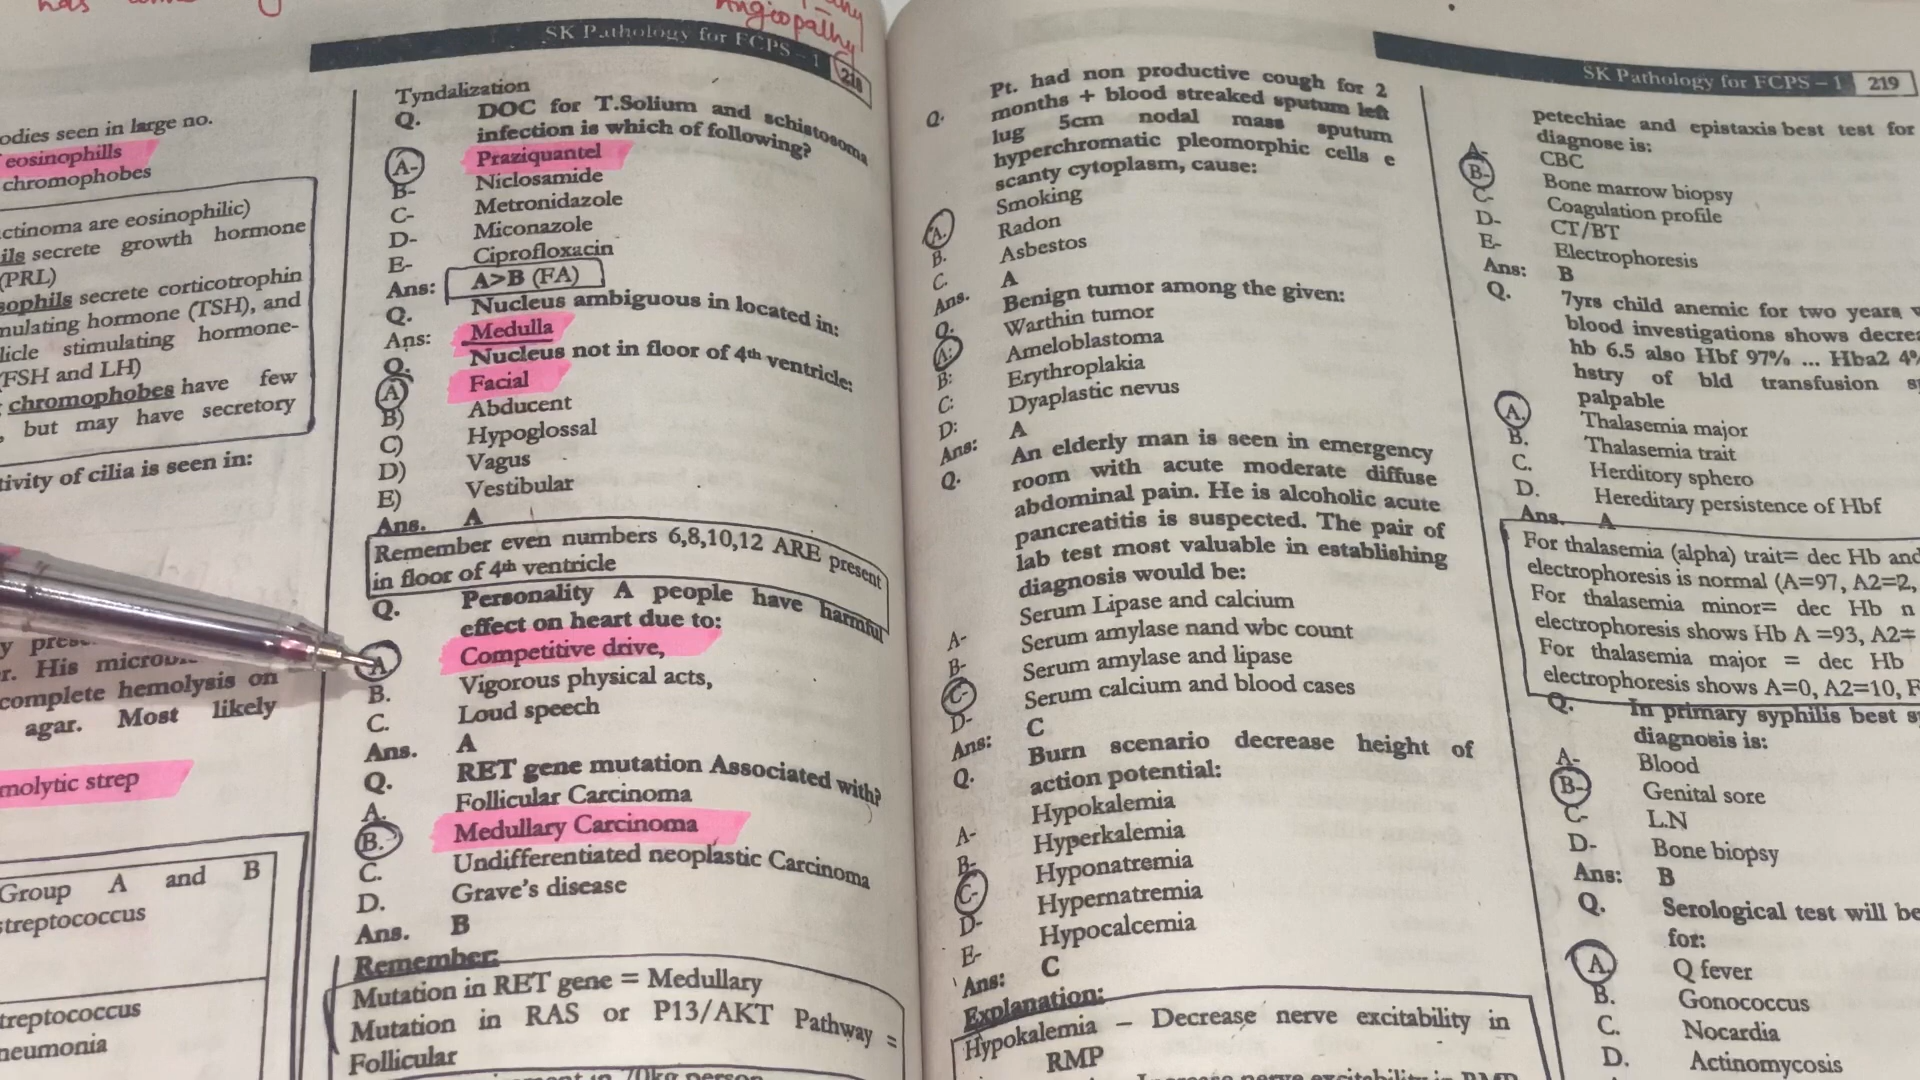 Angiopathy
SK Pathology for FCPS – 1 218
odies seen in large no.
eosinophills
chromophobes
ctinoma are eosinophilic)
ils secrete growth hormone
(PRL)
sophils secrete corticotrophin
mulating hormone (TSH), and
licle stimulating hormone-
FSH and LH)
chromophobes have few
, but may have secretory
tivity of cilia is seen in:
r. His
complete hemolysis on
agar. Most likely
molytic strep
Group A and B
streptococcus
treptococcus
neumonia
Tyndalization
Q. DOC for T.Solium and schistosoma
infection is which of following?
A- Praziquantel
B- Niclosamide
C- Metronidazole
D- Miconazole
E- Ciprofloxacin
Ans: A>B (FA)
Q. Nucleus ambiguous in located in:
Ans: Medulla
Q. Nucleus not in floor of 4th ventricle:
A) Facial
B) Abducent
C) Hypoglossal
D) Vagus
E) Vestibular
Ans. A
Remember even numbers 6,8,10,12 ARE present
in floor of 4th ventricle
Q. Personality A people have harmful
effect on heart due to:
A Competitive drive,
B. Vigorous physical acts,
C. Loud speech
Ans. A
Q. RET gene mutation Associated with?
A. Follicular Carcinoma
B. Medullary Carcinoma
C. Undifferentiated neoplastic Carcinoma
D. Grave's disease
Ans. B
Remember:
Mutation in RET gene = Medullary
Mutation in RAS or P13/AKT Pathway =
Follicular
in 70kg person
SK Pathology for FCPS – 1 219
Q. Pt. had non productive cough for 2
months + blood streaked sputum left
lug 5cm nodal mass sputum
hyperchromatic pleomorphic cells e
scanty cytoplasm, cause:
A. Smoking
B. Radon
C. Asbestos
Ans. A
Q. Benign tumor among the given:
A: Warthin tumor
B: Ameloblastoma
C: Erythroplakia
D: Dyaplastic nevus
Ans: A
Q. An elderly man is seen in emergency
room with acute moderate diffuse
abdominal pain. He is alcoholic acute
pancreatitis is suspected. The pair of
lab test most valuable in establishing
diagnosis would be:
A- Serum Lipase and calcium
B- Serum amylase nand wbc count
C- Serum amylase and lipase
D- Serum calcium and blood cases
Ans: C
Q. Burn scenario decrease height of
action potential:
A- Hypokalemia
B- Hyperkalemia
C- Hyponatremia
D- Hypernatremia
E- Hypocalcemia
Ans: C
Explanation:
Hypokalemia – Decrease nerve excitability in
RMP
nerve excitability in RMP
petechiae and epistaxis best test for
diagnose is:
A- CBC
B- Bone marrow biopsy
C- Coagulation profile
D- CT/BT
E- Electrophoresis
Ans: B
Q. 7yrs child anemic for two years
blood investigations shows decre
hb 6.5 also Hbf 97% ... Hba2 4%
hstry of bld transfusion
palpable
A. Thalasemia major
B. Thalasemia trait
C. Herditory sphero
D. Hereditary persistence of Hbf
Ans. A
For thalasemia (alpha) trait= dec Hb and
electrophoresis is normal (A=97, A2=2,
For thalasemia minor= dec Hb n
electrophoresis shows Hb A =93, A2=
For thalasemia major = dec Hb
electrophoresis shows A=0, A2=10, F
Q. In primary syphilis best s
diagnosis is:
A- Blood
B- Genital sore
C- L.N
D- Bone biopsy
Ans: B
Q. Serological test will be
for:
A. Q fever
B. Gonococcus
C. Nocardia
D. Actinomycosis